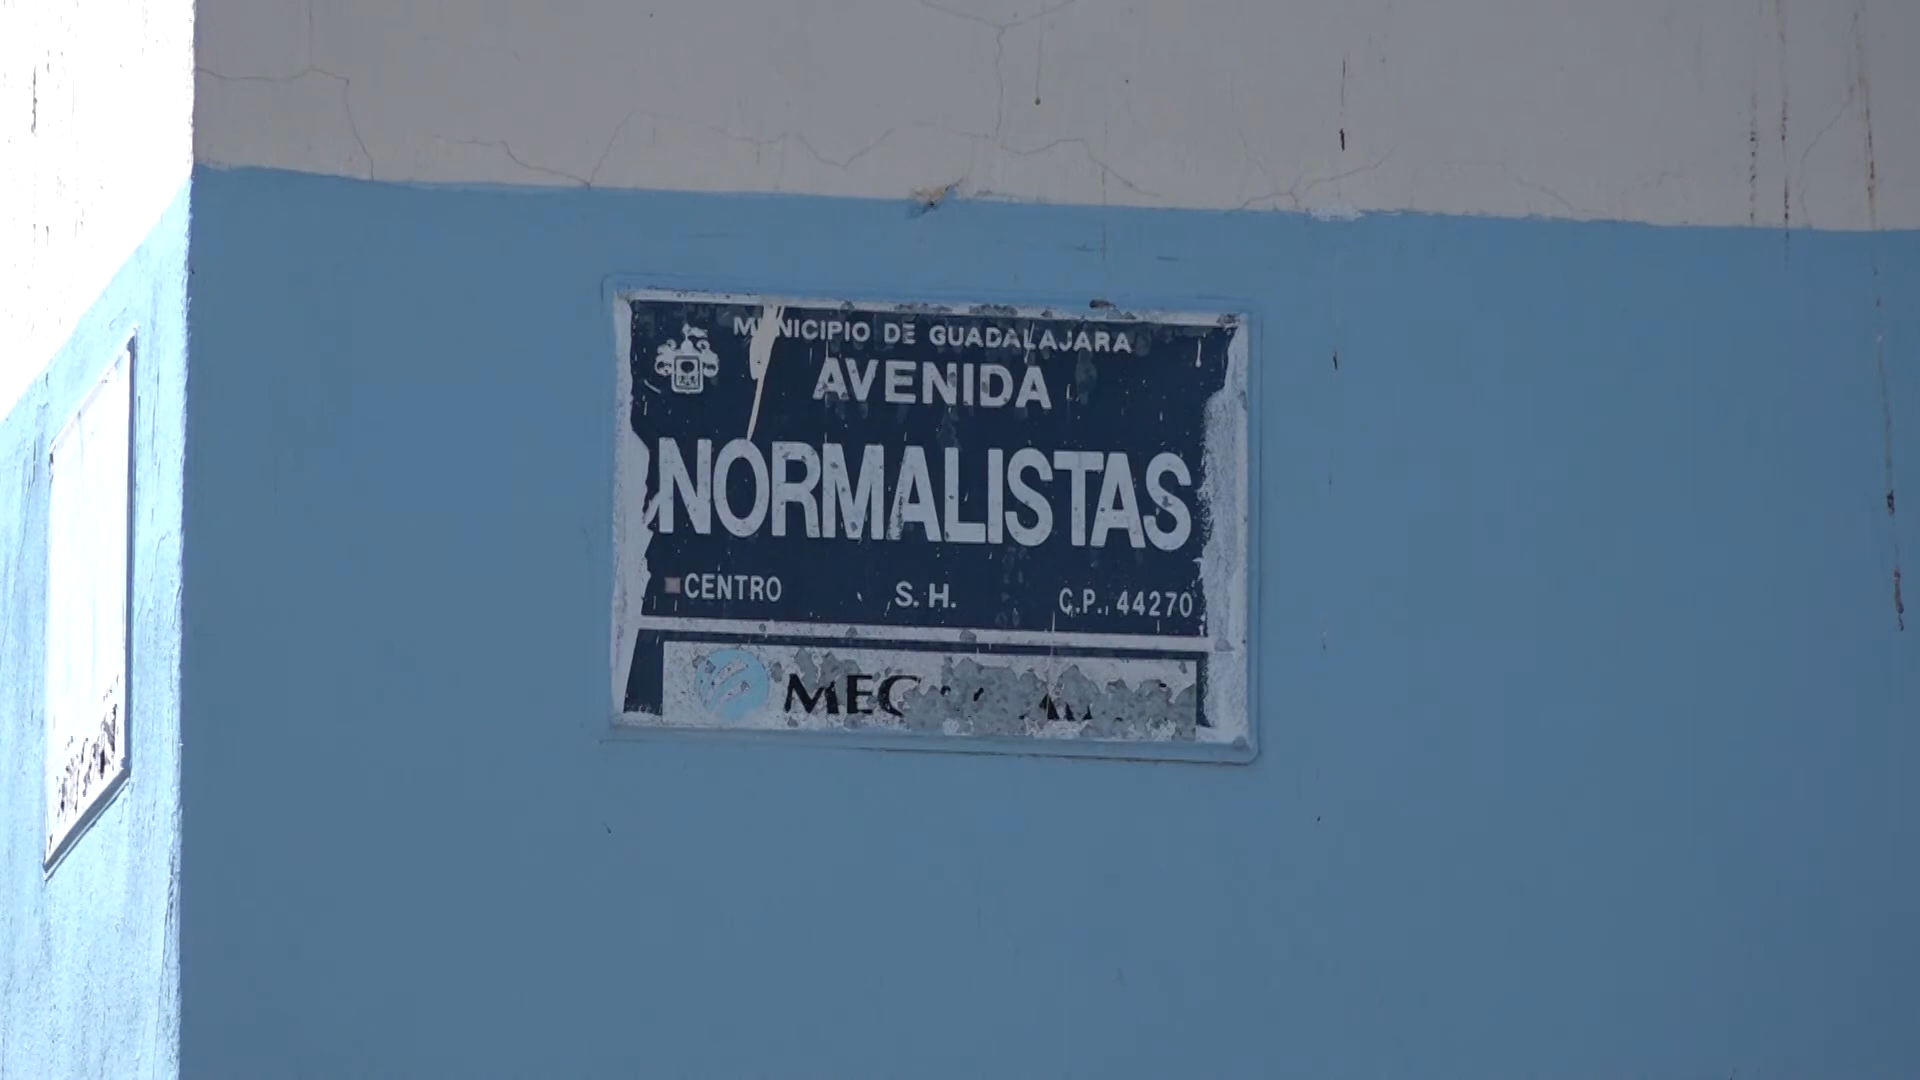 MUNICIPIO DE GUADALAJARA
AVENIDA
NORMALISTAS
CENTRO S. H. C.P. 44270